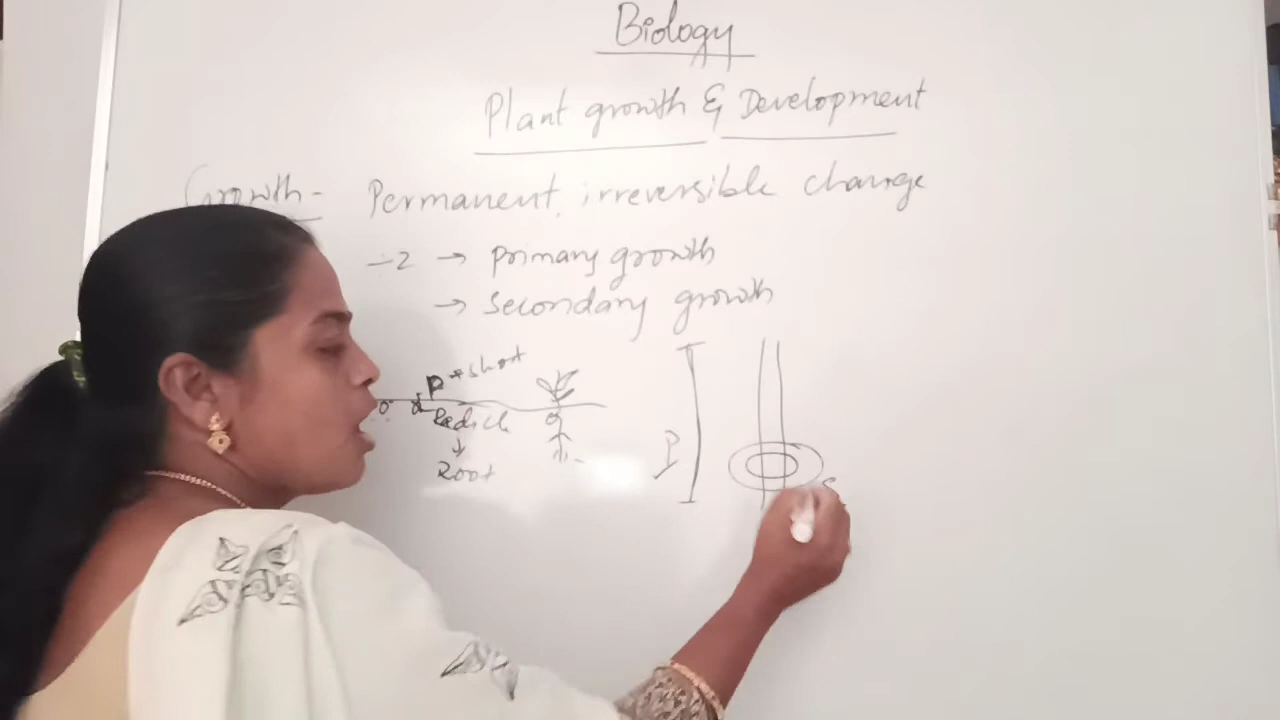 Biology
Plant growth & Development
Growth - Permanent, irreversible change
÷2 → primary growth
→ secondary growth
P → shoot
Radicle
↓
Root
P
S